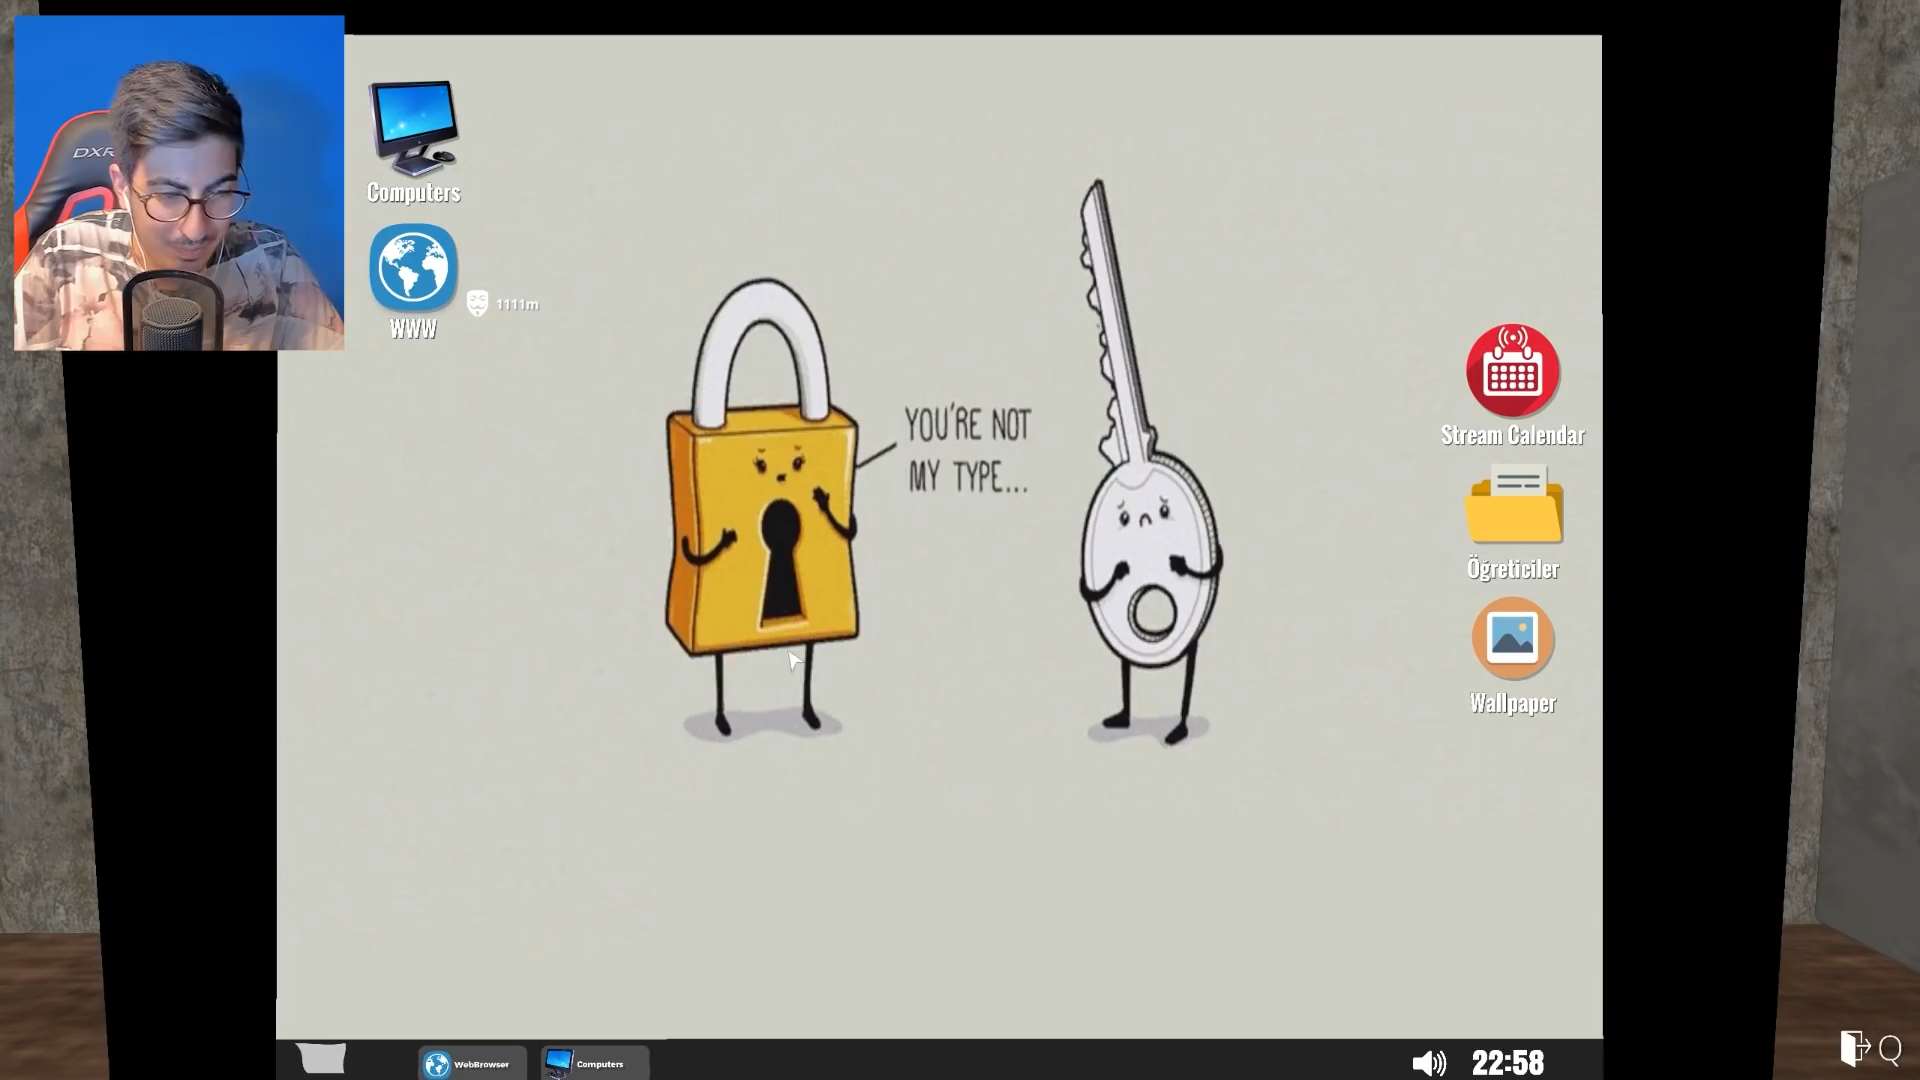 DXR
Computers
WWW
1111m
YOU'RE NOT
MY TYPE...
Stream Calendar
Öğreticiler
Wallpaper
WebBrowser
Computers
22:58
Q